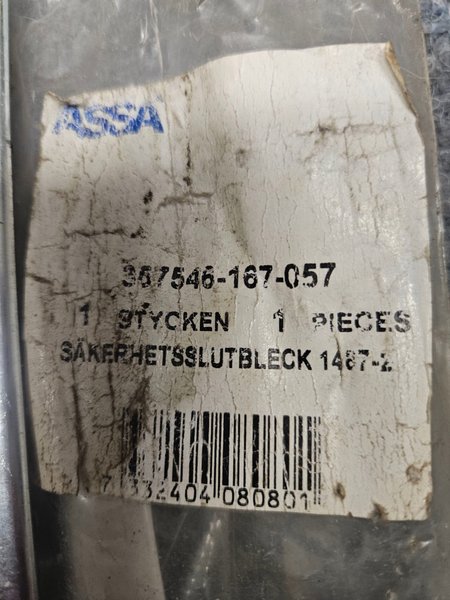 ASSA
357546-167-057
1 STYCKEN 1 PIECES
SÄKERHETSSLUTBLECK 1487-2
7 332404 080801